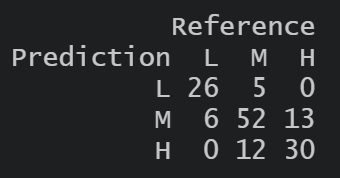 Reference
Prediction L M H
L 26 5 0
M 6 52 13
H 0 12 30